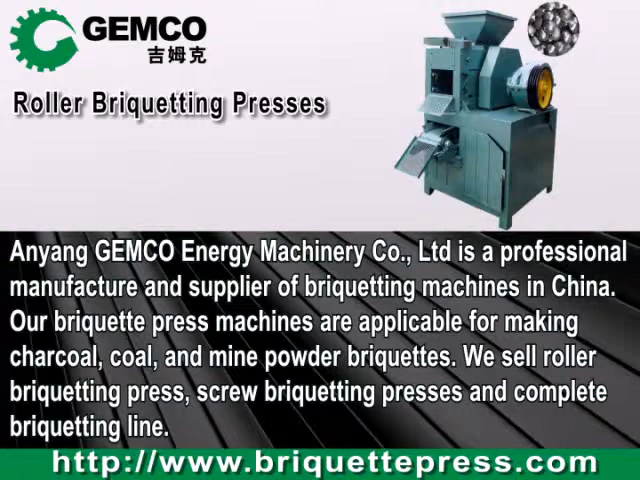 GEMCO
吉姆克
Roller Briquetting Presses
Anyang GEMCO Energy Machinery Co., Ltd is a professional
manufacture and supplier of briquetting machines in China.
Our briquette press machines are applicable for making
charcoal, coal, and mine powder briquettes. We sell roller
briquetting press, screw briquetting presses and complete
briquetting line.
http://www.briquettepress.com